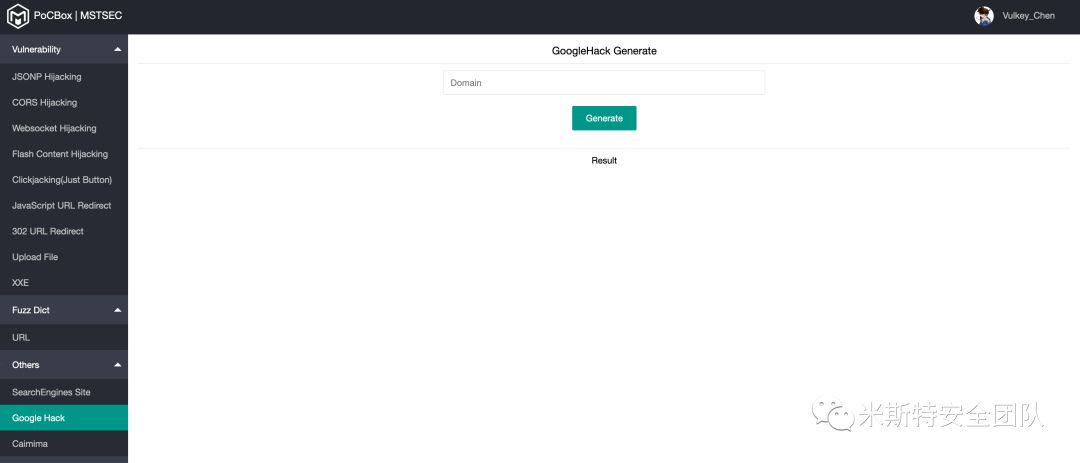 PoCBox | MSTSEC
Vulkey_Chen
Vulnerability
JSONP Hijacking
CORS Hijacking
Websocket Hijacking
Flash Content Hijacking
Clickjacking(Just Button)
JavaScript URL Redirect
302 URL Redirect
Upload File
XXE
Fuzz Dict
URL
Others
SearchEngines Site
Google Hack
Caimima
GoogleHack Generate
Domain
Generate
Result
米斯特安全团队